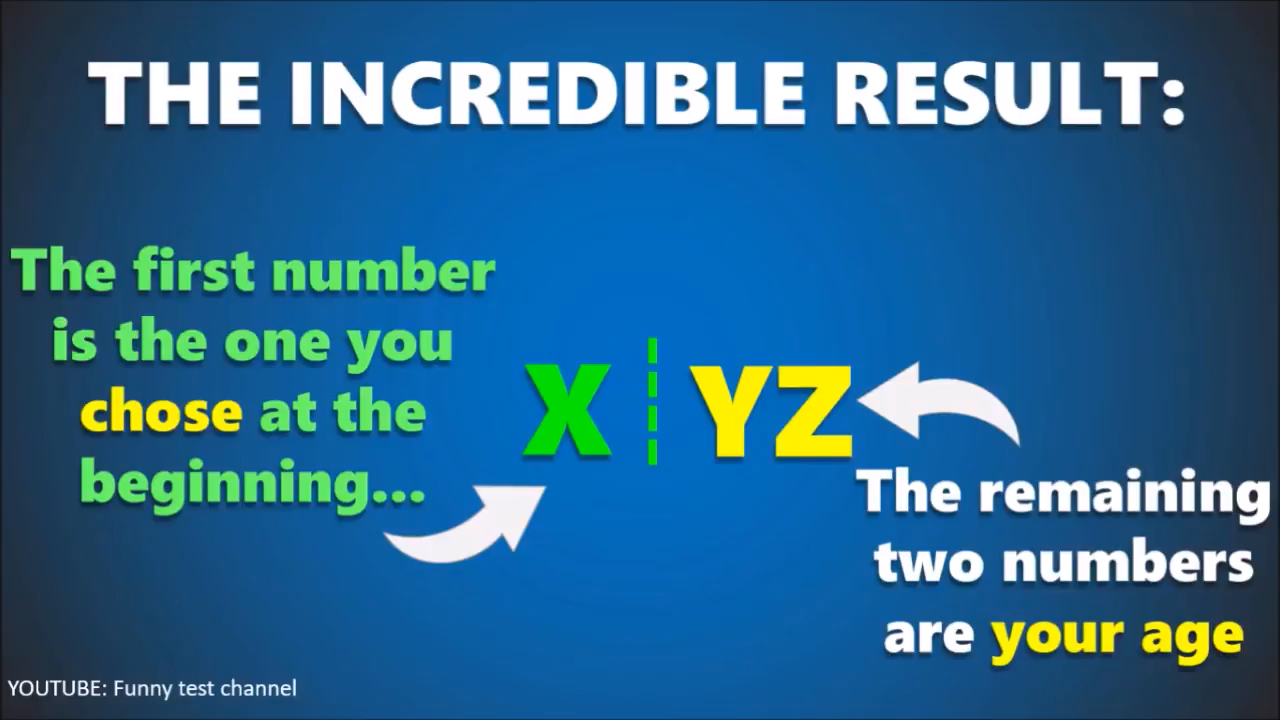 THE INCREDIBLE RESULT:
The first number
is the one you
chose at the
beginning...
X YZ
The remaining
two numbers
are your age
YOUTUBE: Funny test channel